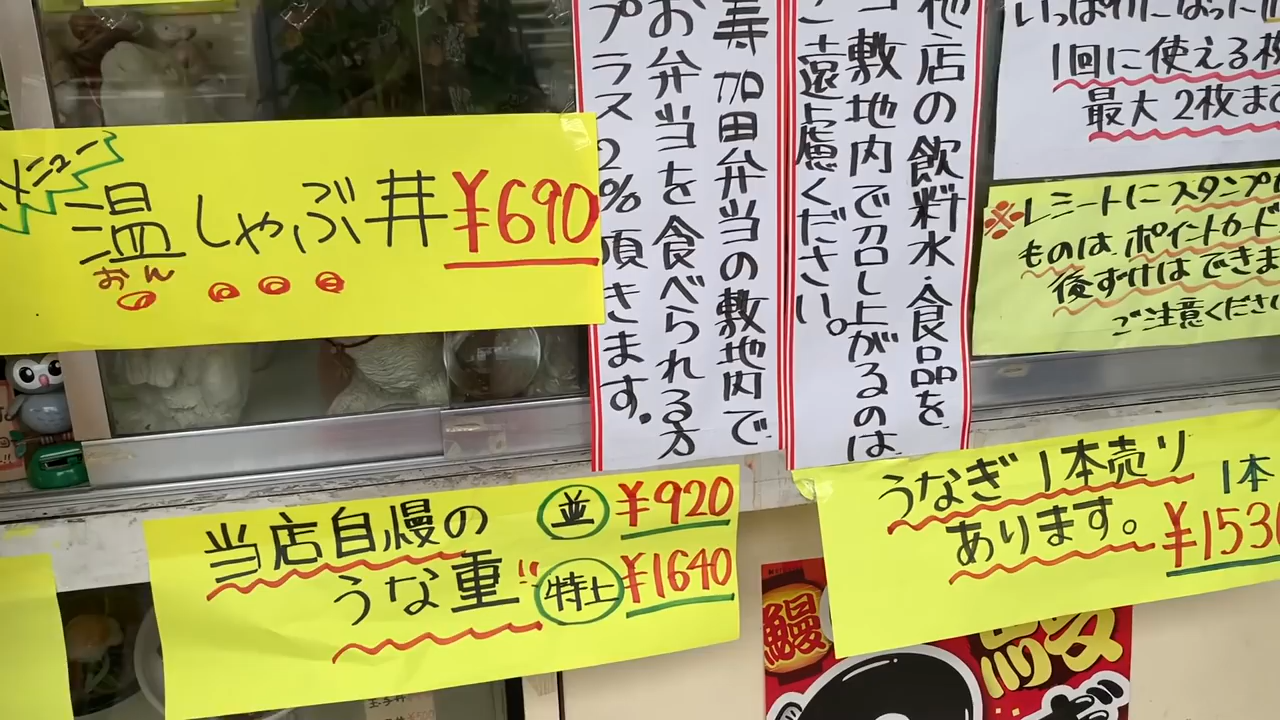 メニュー
温しゃぶ丼 ¥690
おん
寿加田弁当の敷地内で
お弁当を食べられる方
プラス2%頂きます。
他店の飲料水・食品を
敷地内で召し上がるのは
ご遠慮ください。
1回に使える枚
最大2枚まで
※レシートにスタンプ
ものは、ポイントカード
後ずけはできま
ご注意ください
当店自慢の
うな重!!
並 ¥920
特上 ¥1640
うなぎ1本売り
あります。
1本
¥1530
鰻